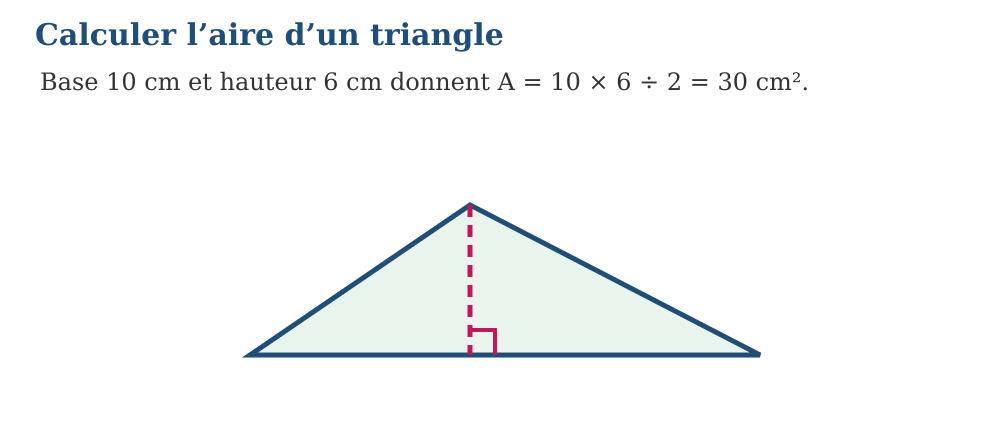 Calculer l’aire d’un triangle
Base 10 cm et hauteur 6 cm donnent A = 10 × 6 ÷ 2 = 30 cm².